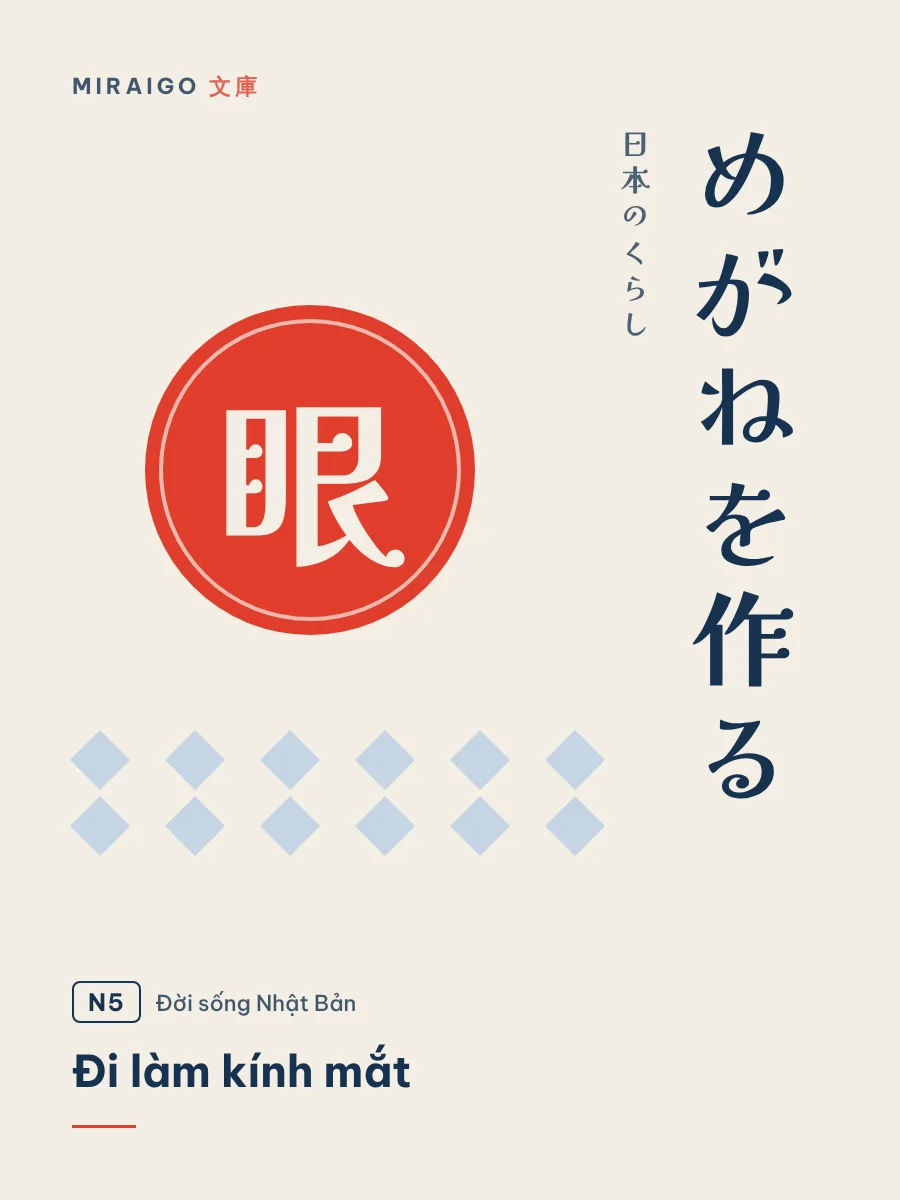 MIRAIGO 文庫
めがねを作る
日本のくらし
眼
N5 Đời sống Nhật Bản
Đi làm kính mắt